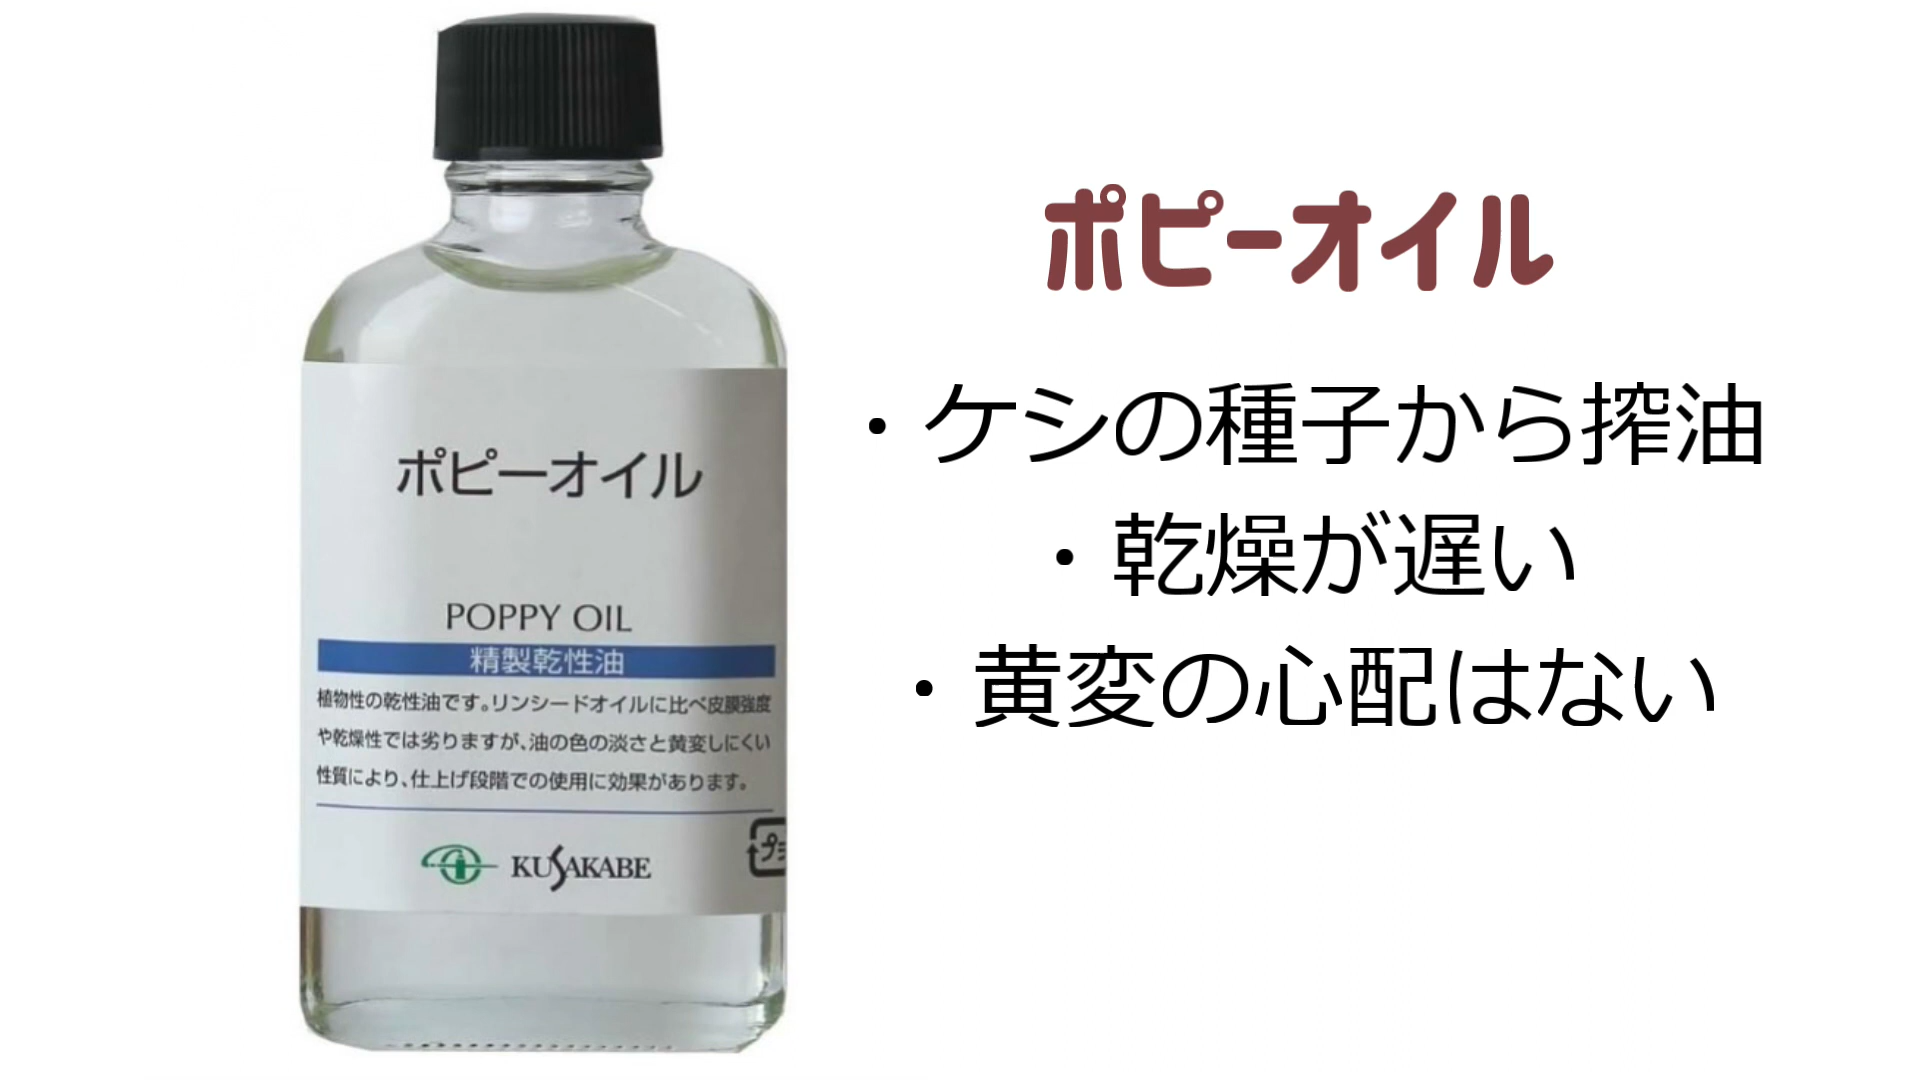 ポピーオイル
POPPY OIL
精製乾性油
植物性の乾性油です。リンシードオイルに比べ皮膜強度
や乾燥性では劣りますが、油の色の淡さと黄変しにくい
性質により、仕上げ段階での使用に効果があります。
KUSAKABE
プラ
ポピーオイル
・ケシの種子から搾油
・乾燥が遅い
・黄変の心配はない